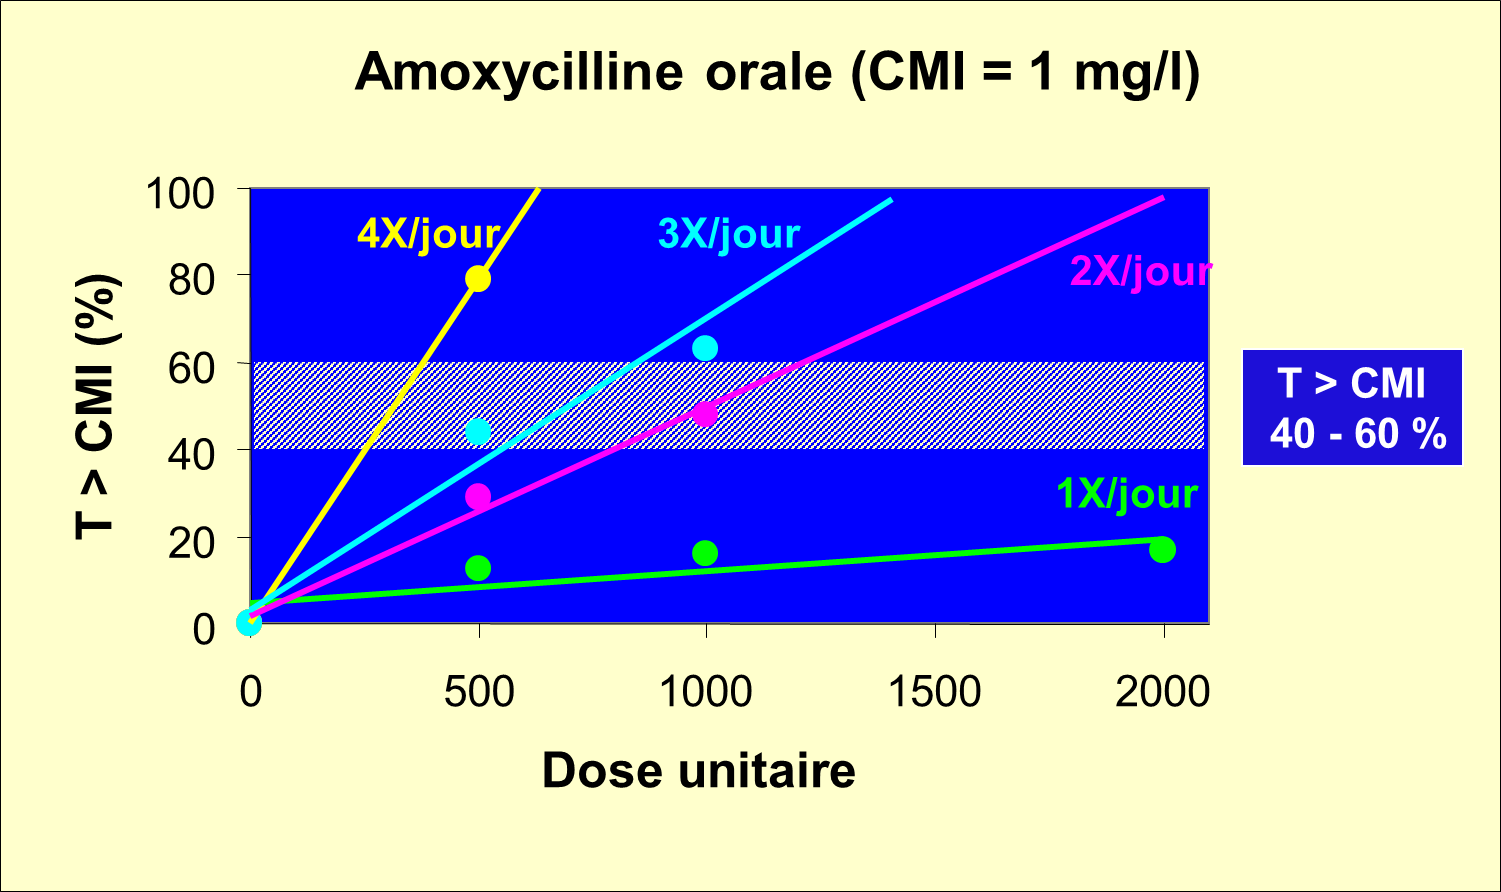 Amoxycilline orale (CMI = 1 mg/l)
T > CMI (%)
100
80
60
40
20
0
4X/jour
3X/jour
2X/jour
1X/jour
T > CMI
40 - 60 %
0 500 1000 1500 2000
Dose unitaire